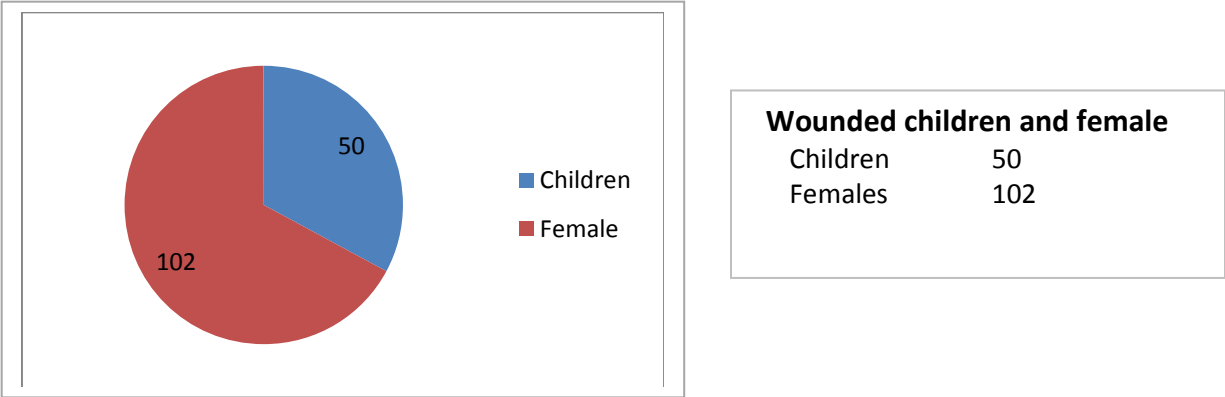 50
102
Children
Female
Wounded children and female
Children 50
Females 102